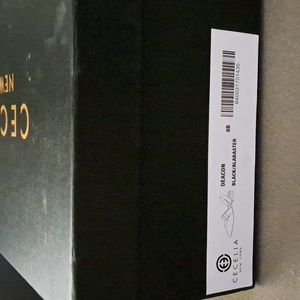 CEC
NEW
CECELIA
NEW YORK
DEACON
BLACK/ALABASTER
8B